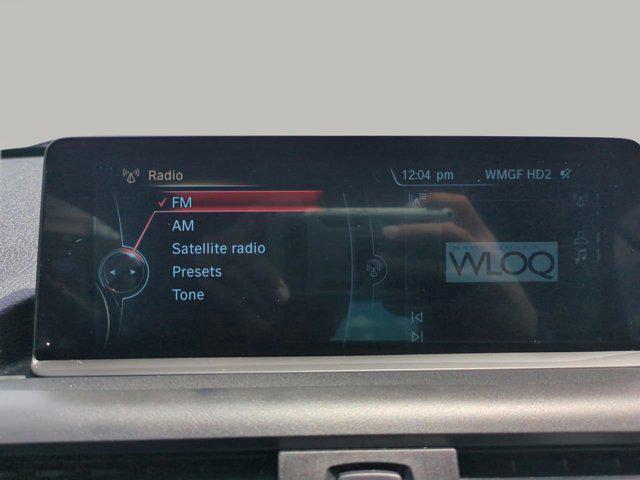 Radio
12:04 pm WMGF HD2
FM
AM
Satellite radio
Presets
Tone
WLOQ